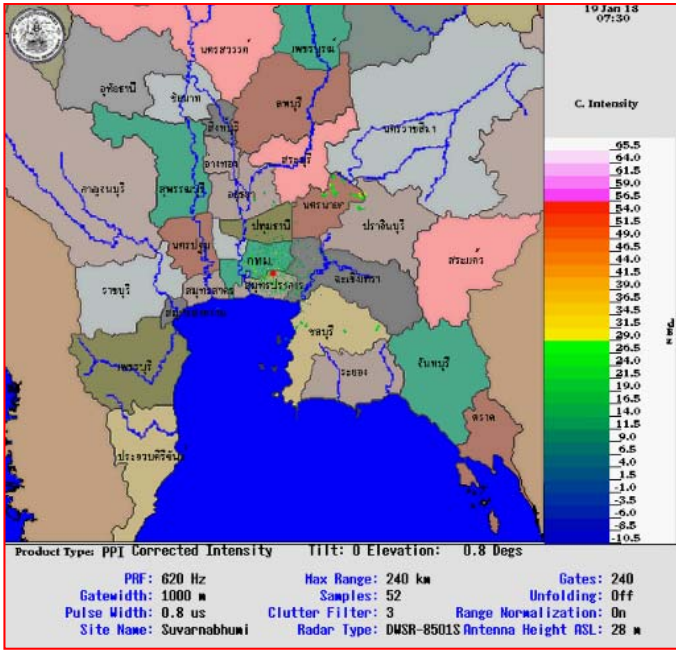 19 Jan 18
07:30
C. Intensity
65.5
64.0
61.5
59.0
56.5
54.0
51.5
49.0
46.5
44.0
41.5
39.0
36.5
34.0
31.5
29.0
26.5
24.0
21.5
19.0
16.5
14.0
11.5
9.0
6.5
4.0
1.5
-1.0
-3.5
-6.0
-8.5
-10.5
นครสวรรค์
เพชรบูรณ์
อุทัยธานี
ชัยนาท
ลพบุรี
สิงห์บุรี
นครราชสีมา
อ่างทอง
สระบุรี
กาญจนบุรี
สุพรรณบุรี
อยุธยา
นครนายก
ปราจีนบุรี
ปทุมธานี
นครปฐม
กทม.
สระแก้ว
ราชบุรี
สมุทรสาคร
สมุทรปราการ
ฉะเชิงเทรา
ชลบุรี
เพชรบุรี
ระยอง
จันทบุรี
ตราด
ประจวบคีรีขันธ์
Product Type: PPI Corrected Intensity Tilt: 0 Elevation: 0.8 Degs
PRF: 620 Hz Max Range: 240 km Gates: 240
Gatewidth: 1000 m Samples: 52 Unfolding: Off
Pulse Width: 0.8 us Clutter Filter: 3 Range Normalization: On
Site Name: Suvarnabhumi Radar Type: DWSR-8501S Antenna Height ASL: 28 m